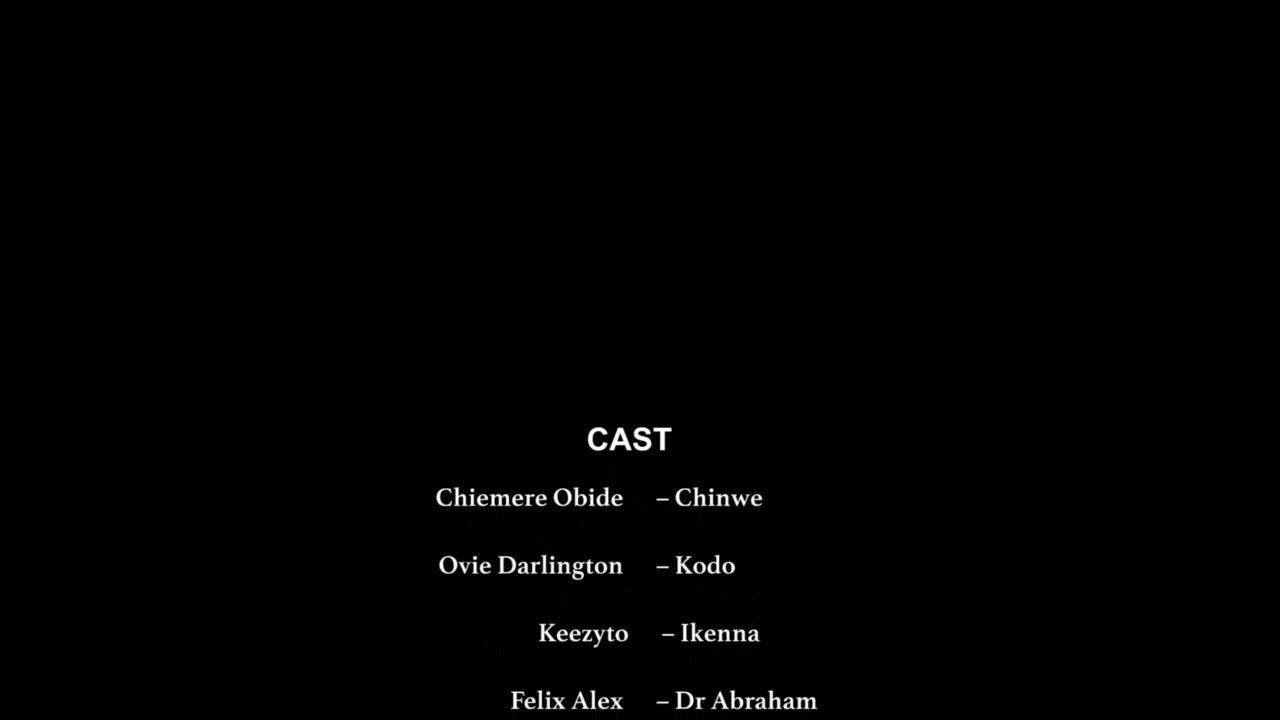 CAST
Chiemere Obide – Chinwe
Ovie Darlington – Kodo
Keezyto – Ikenna
Felix Alex – Dr Abraham